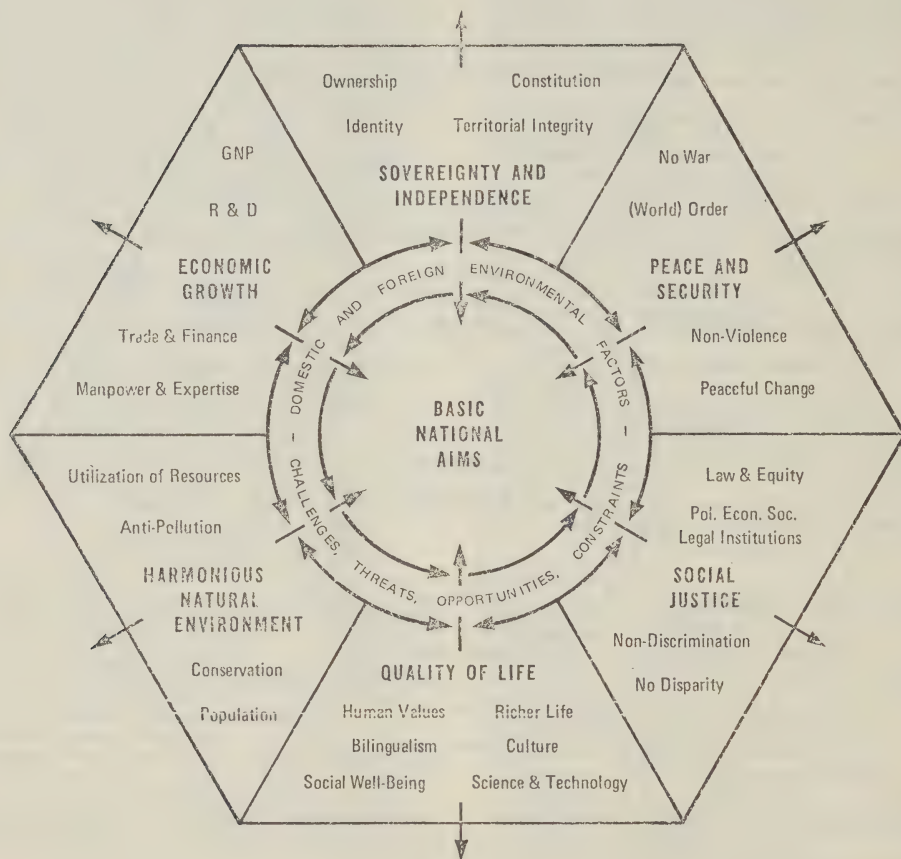 Ownership Constitution
Identity Territorial Integrity
SOVEREIGNTY AND
INDEPENDENCE
No War
(World) Order
PEACE AND
SECURITY
Non-Violence
Peaceful Change
Law & Equity
Pol. Econ. Soc.
Legal Institutions
SOCIAL
JUSTICE
Non-Discrimination
No Disparity
QUALITY OF LIFE
Human Values Richer Life
Bilingualism Culture
Social Well-Being Science & Technology
Utilization of Resources
Anti-Pollution
HARMONIOUS
NATURAL
ENVIRONMENT
Conservation
Population
GNP
R & D
ECONOMIC
GROWTH
Trade & Finance
Manpower & Expertise
– DOMESTIC AND FOREIGN ENVIRONMENTAL FACTORS –
CHALLENGES, THREATS, OPPORTUNITIES, CONSTRAINTS
BASIC
NATIONAL
AIMS